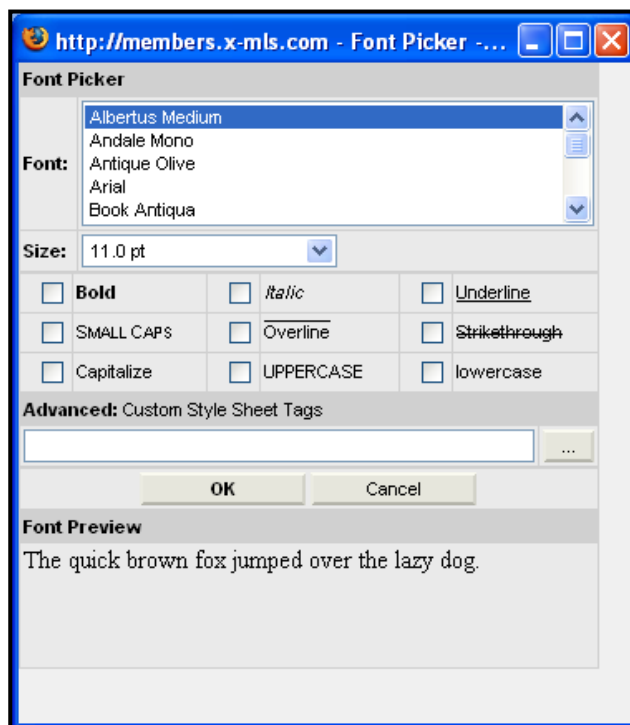 http://members.x-mls.com - Font Picker -...
Font Picker
Font:
Albertus Medium
Andale Mono
Antique Olive
Arial
Book Antiqua
Size: 11.0 pt
Bold Italic Underline
SMALL CAPS Overline Strikethrough
Capitalize UPPERCASE lowercase
Advanced: Custom Style Sheet Tags
...
OK Cancel
Font Preview
The quick brown fox jumped over the lazy dog.